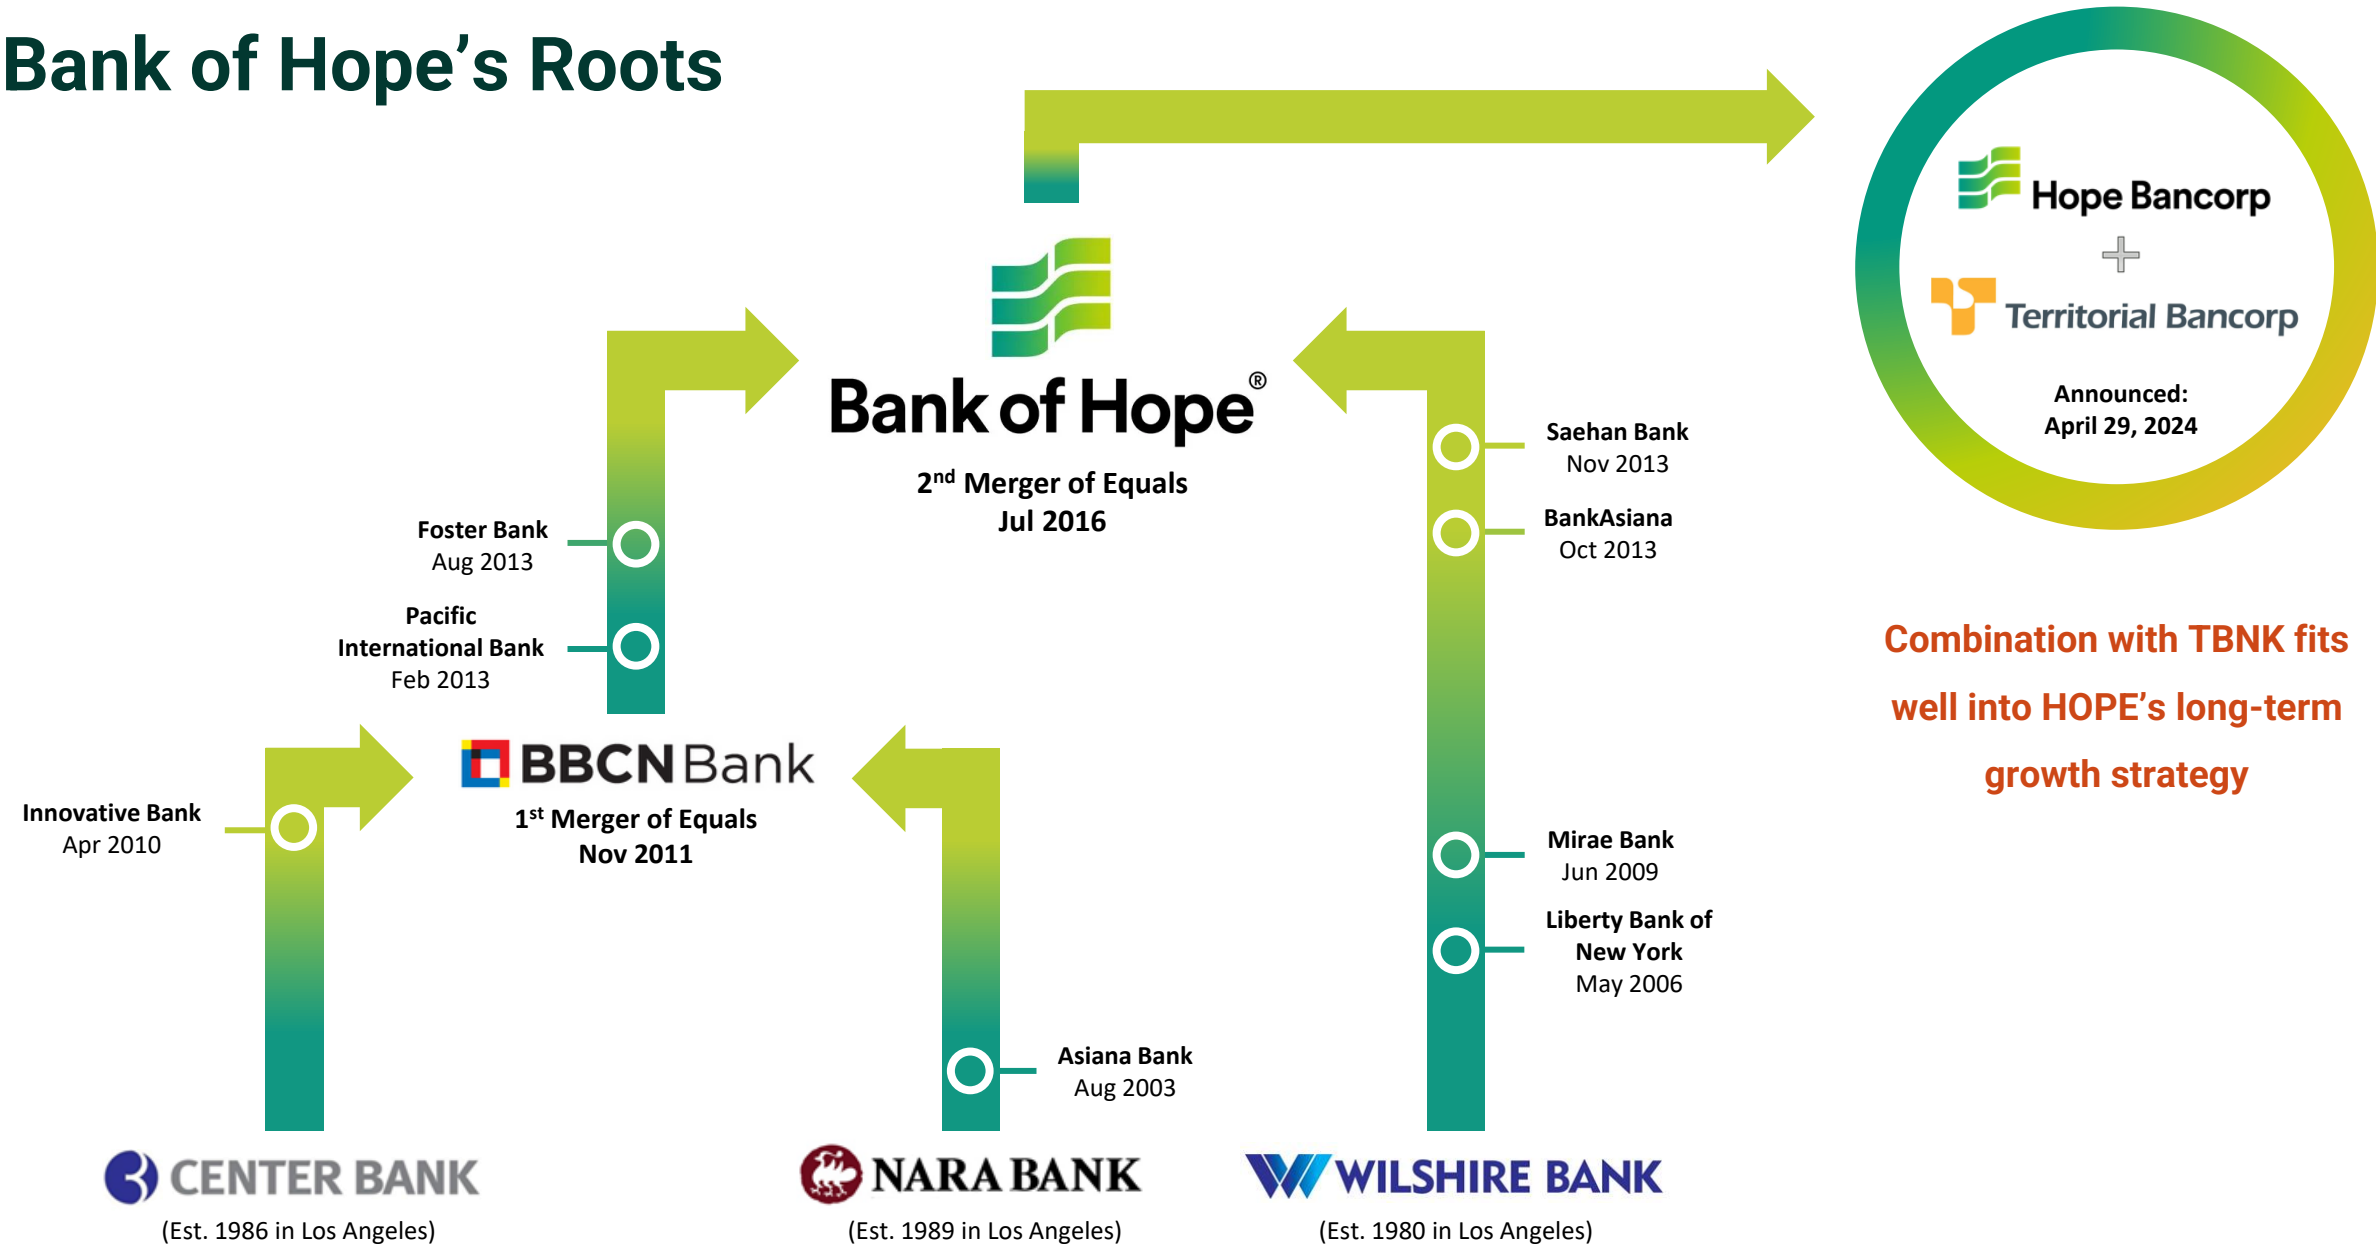 Bank of Hope's Roots
Hope Bancorp
Territorial Bancorp
Announced:
April 29, 2024
Combination with TBNK fits
well into HOPE's long-term
growth strategy
Bank of Hope®
2nd Merger of Equals
Jul 2016
Foster Bank
Aug 2013
Pacific
International Bank
Feb 2013
Saehan Bank
Nov 2013
BankAsiana
Oct 2013
Mirae Bank
Jun 2009
Liberty Bank of
New York
May 2006
BBCN Bank
1st Merger of Equals
Nov 2011
Innovative Bank
Apr 2010
Asiana Bank
Aug 2003
CENTER BANK
(Est. 1986 in Los Angeles)
NARA BANK
(Est. 1989 in Los Angeles)
WILSHIRE BANK
(Est. 1980 in Los Angeles)